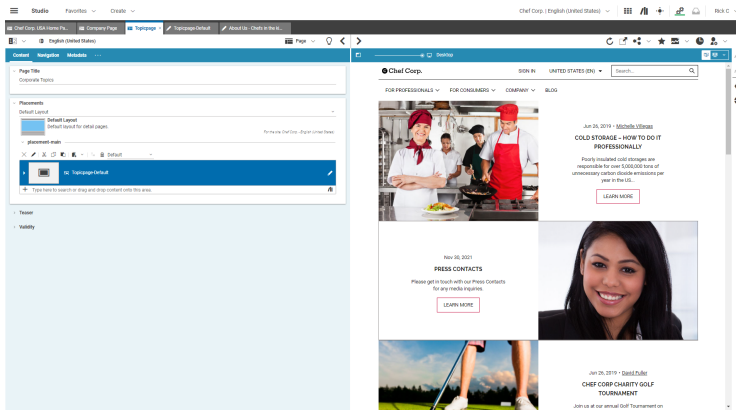 Studio Favorites Create Chef Corp. | English (United States) Rich C
Chef Corp. USA Home Pa... Company Page Topicpage Topicpage-Default About Us - Chefs in the k...
English (United States) Page
Content Navigation Metadata ... Desktop
Page Title
Corporate Topics
Placements
Default Layout
Default Layout
Default layout for detail pages.
placement-main
Default
Topicpage-Default
Type here to search or drag and drop content onto this area.
Teaser
Validity
Chef Corp. SIGN IN UNITED STATES (EN) Search...
FOR PROFESSIONALS FOR CONSUMERS COMPANY BLOG
Jun 26, 2019 • Michelle Villegas
COLD STORAGE – HOW TO DO IT
PROFESSIONALLY
Poorly insulated cold storages are
responsible for over 5,000,000 tons of
unnecessary carbon dioxide emissions per
year in the US...
LEARN MORE
Nov 30, 2021
PRESS CONTACTS
Please get in touch with our Press Contacts
for any media inquiries.
LEARN MORE
Jun 26, 2019 • David Fuller
CHEF CORP CHARITY GOLF
TOURNAMENT
Join us at our annual Golf Tournament on